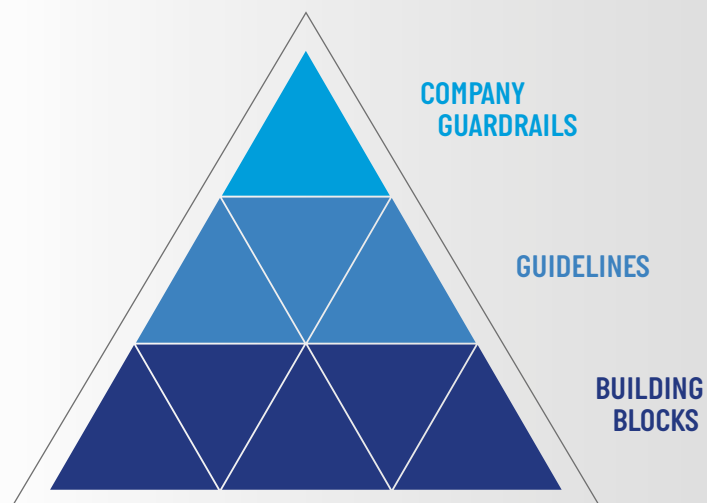 COMPANY
GUARDRAILS
GUIDELINES
BUILDING
BLOCKS